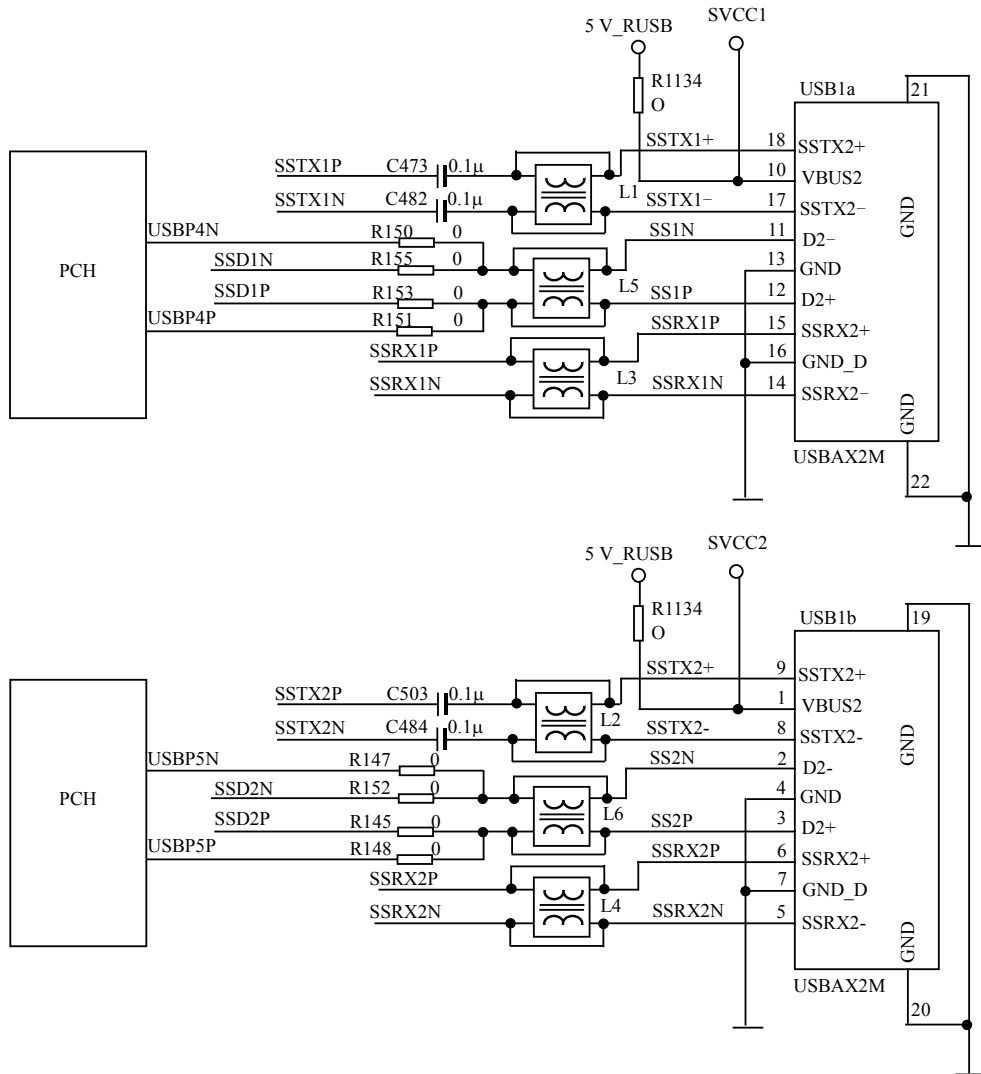 SVCC1
5 V_RUSB
R1134
O
USB1a
21
SSTX1P C473 0.1μ
L1
SSTX1+ 18 SSTX2+
10 VBUS2
SSTX1N C482 0.1μ
SSTX1− 17 SSTX2−
GND
USBP4N R150 0
SS1N 11 D2−
PCH
SSD1N R155 0
L5
13 GND
SSD1P R153 0
SS1P 12 D2+
USBP4P R151 0
SSRX1P
SSRX1P 15 SSRX2+
L3
16 GND_D
SSRX1N
SSRX1N 14 SSRX2−
GND
USBAX2M
22
SVCC2
5 V_RUSB
R1134
O
USB1b
19
SSTX2P C503 0.1μ
L2
SSTX2+ 9 SSTX2+
1 VBUS2
SSTX2N C484 0.1μ
SSTX2- 8 SSTX2-
GND
USBP5N R147 0
SS2N 2 D2-
PCH
SSD2N R152 0
L6
4 GND
SSD2P R145 0
SS2P 3 D2+
USBP5P R148 0
SSRX2P
SSRX2P 6 SSRX2+
L4
7 GND_D
SSRX2N
SSRX2N 5 SSRX2-
GND
USBAX2M
20